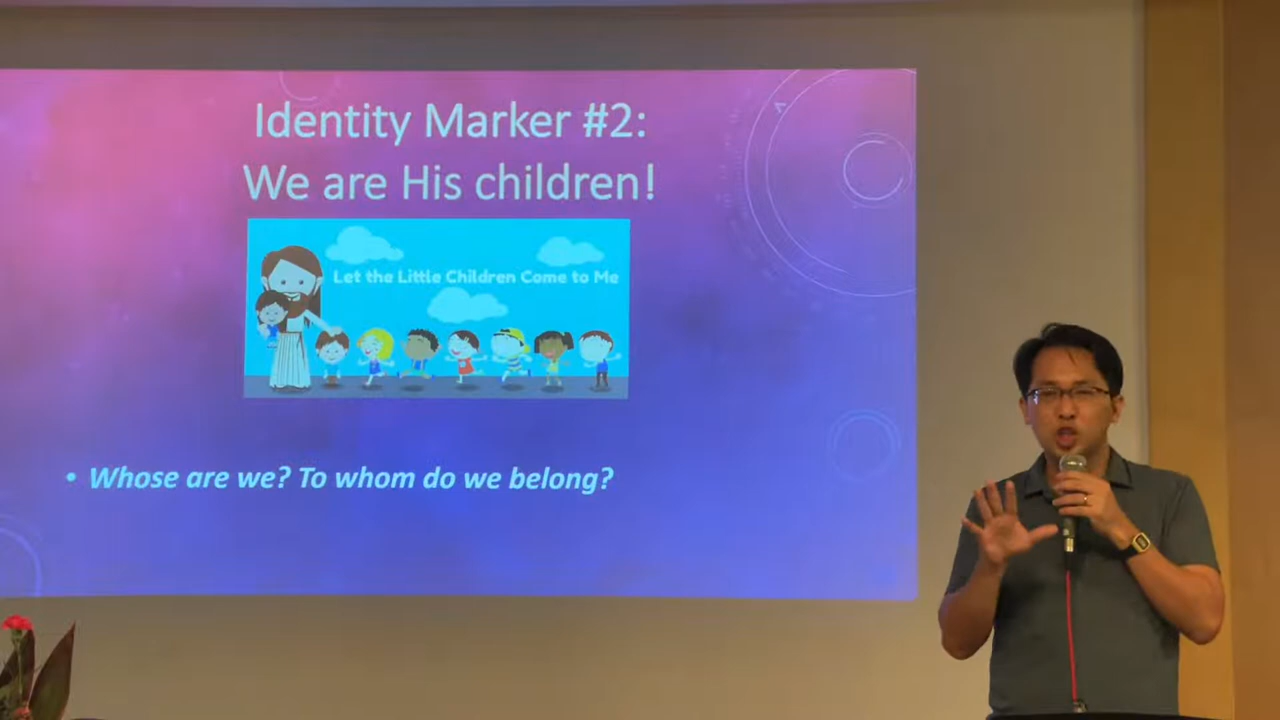 Identity Marker #2:
We are His children!
Let the Little Children Come to Me
• Whose are we? To whom do we belong?